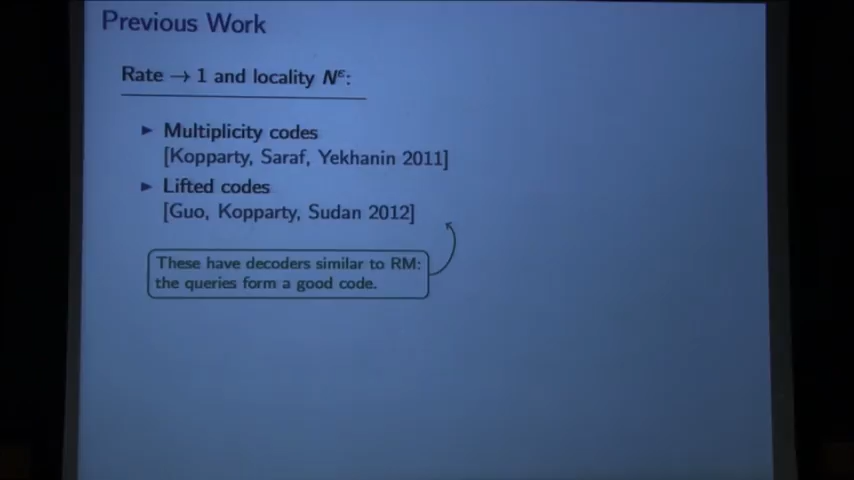 Previous Work
Rate → 1 and locality N^ε:
► Multiplicity codes
[Kopparty, Saraf, Yekhanin 2011]
► Lifted codes
[Guo, Kopparty, Sudan 2012]
These have decoders similar to RM:
the queries form a good code.